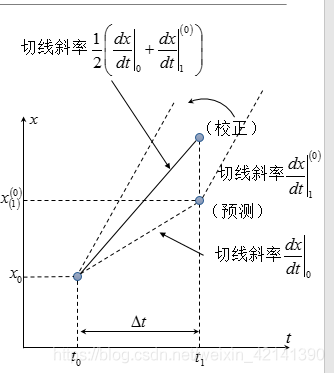 切线斜率 1/2 ( dx/dt|₀ + dx/dt|₁⁽⁰⁾ )
x
(校正)
切线斜率 dx/dt|₁⁽⁰⁾
x₍₁₎⁽⁰⁾
(预测)
切线斜率 dx/dt|₀
x₀
Δt
t
t₀
t₁
https://blog.csdn.net/weixin_42141390